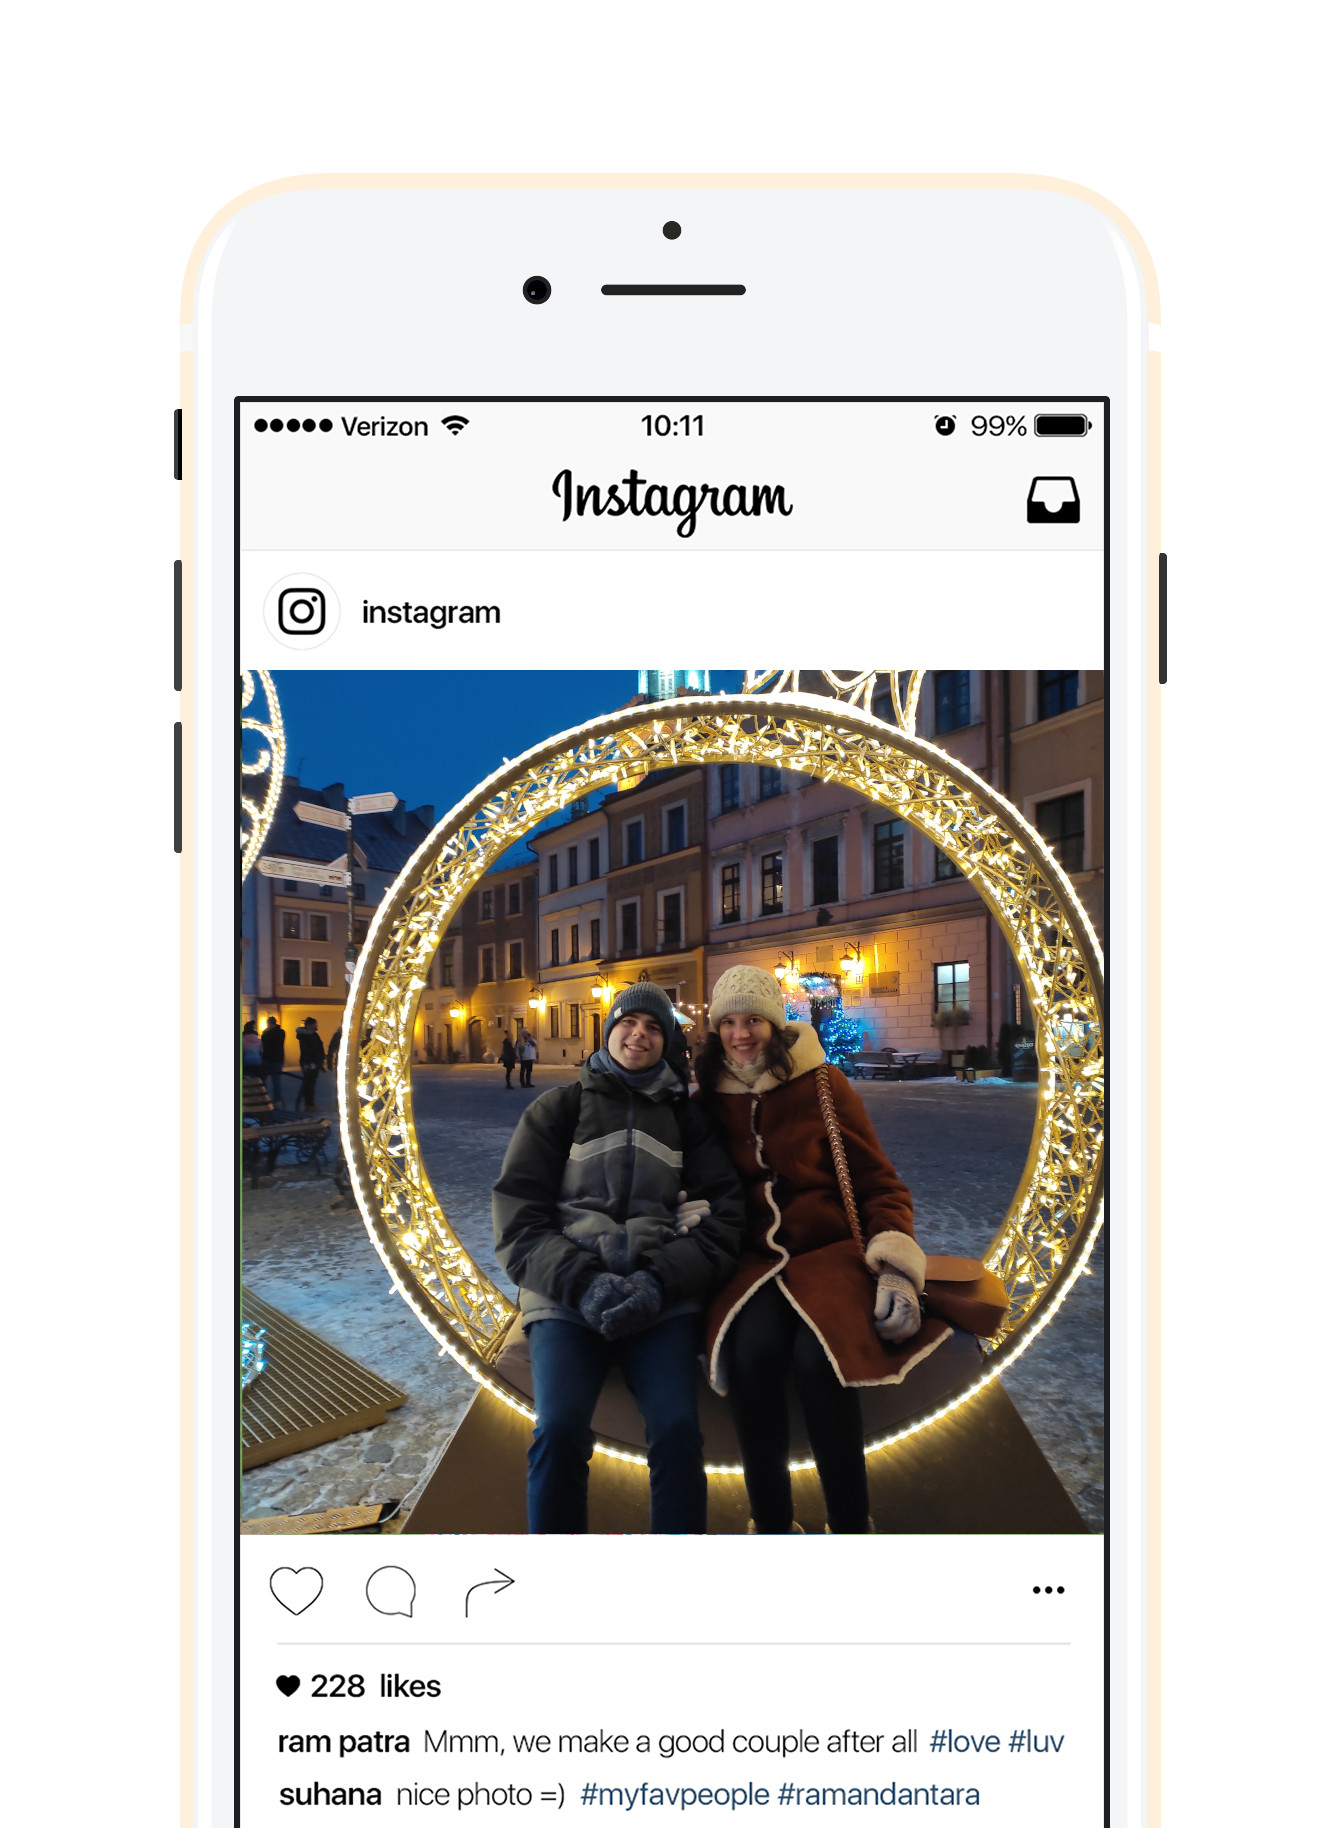 Verizon 10:11 99%
Instagram
instagram
228 likes
ram patra Mmm, we make a good couple after all #love #luv
suhana nice photo =) #myfavpeople #ramandantara